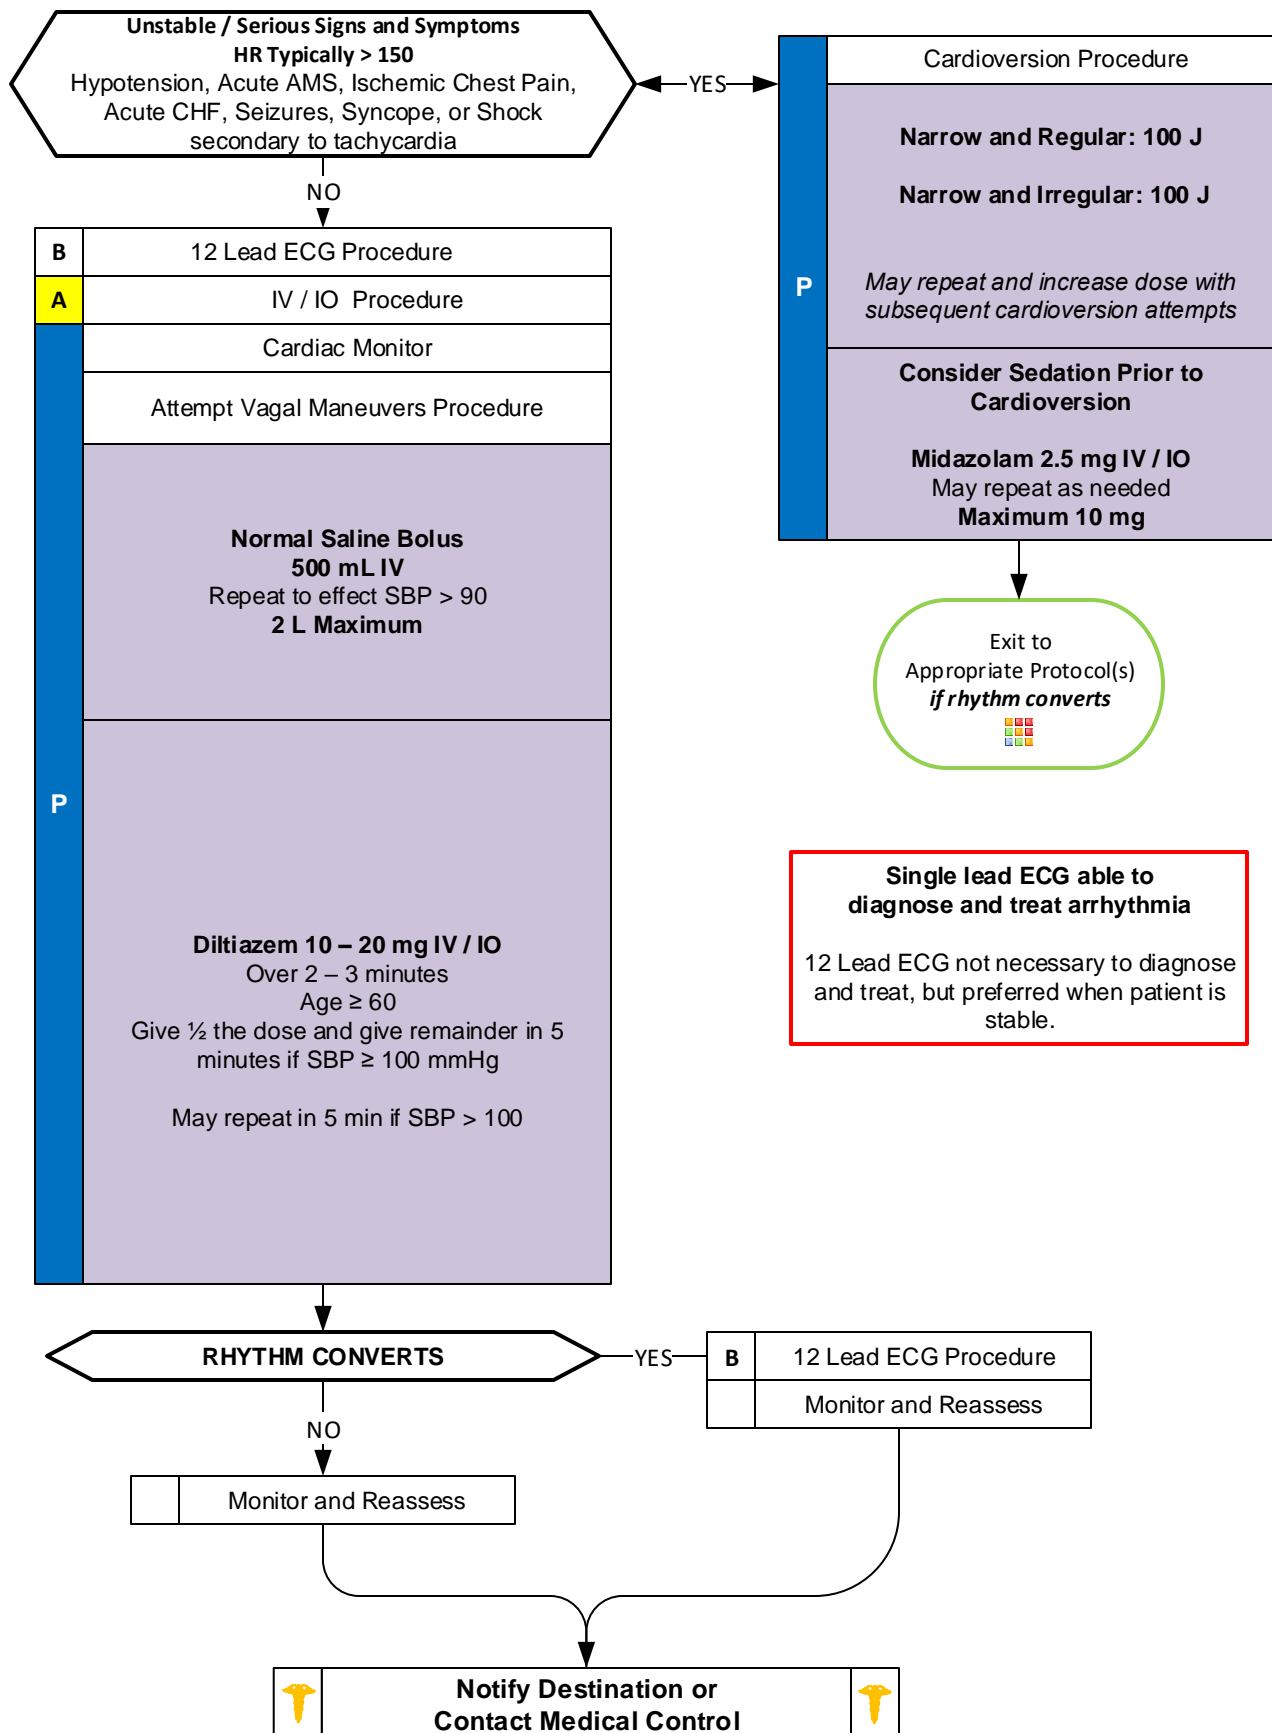 Unstable / Serious Signs and Symptoms
HR Typically > 150
Hypotension, Acute AMS, Ischemic Chest Pain,
Acute CHF, Seizures, Syncope, or Shock
secondary to tachycardia
YES
NO
P
Cardioversion Procedure
Narrow and Regular: 100 J
Narrow and Irregular: 100 J
May repeat and increase dose with
subsequent cardioversion attempts
Consider Sedation Prior to
Cardioversion
Midazolam 2.5 mg IV / IO
May repeat as needed
Maximum 10 mg
Exit to
Appropriate Protocol(s)
if rhythm converts
B
12 Lead ECG Procedure
A
IV / IO Procedure
P
Cardiac Monitor
Attempt Vagal Maneuvers Procedure
Normal Saline Bolus
500 mL IV
Repeat to effect SBP > 90
2 L Maximum
Diltiazem 10 – 20 mg IV / IO
Over 2 – 3 minutes
Age ≥ 60
Give ½ the dose and give remainder in 5
minutes if SBP ≥ 100 mmHg
May repeat in 5 min if SBP > 100
Single lead ECG able to
diagnose and treat arrhythmia
12 Lead ECG not necessary to diagnose
and treat, but preferred when patient is
stable.
RHYTHM CONVERTS
YES
B
12 Lead ECG Procedure
Monitor and Reassess
NO
Monitor and Reassess
Notify Destination or
Contact Medical Control